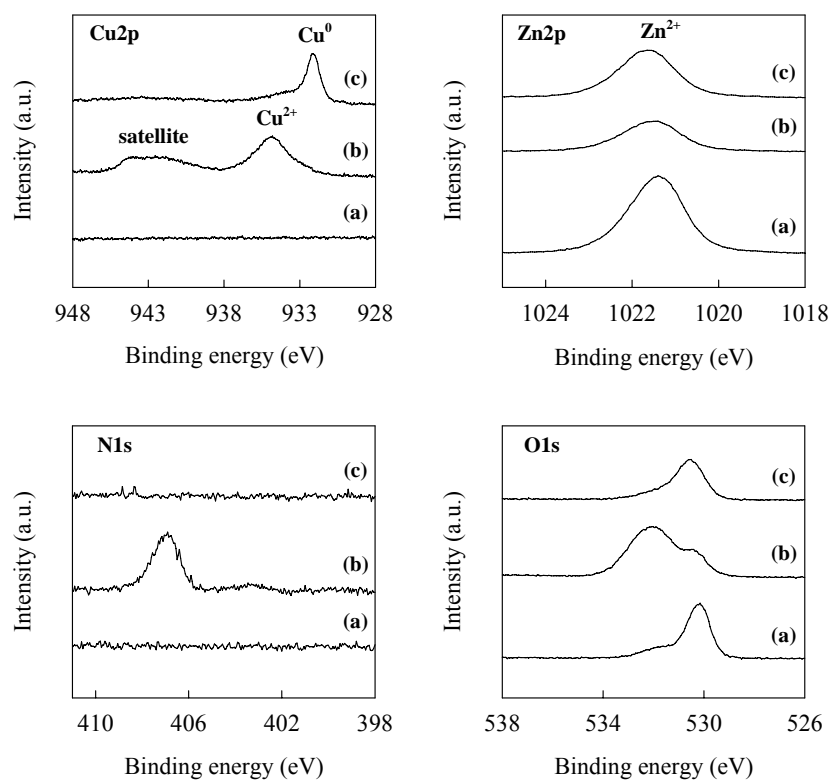 Cu2p
Cu⁰
(c)
Cu²⁺
satellite
(b)
(a)
948 943 938 933 928
Binding energy (eV)
Intensity (a.u.)
Zn2p
Zn²⁺
(c)
(b)
(a)
1024 1022 1020 1018
Binding energy (eV)
Intensity (a.u.)
N1s
(c)
(b)
(a)
410 406 402 398
Binding energy (eV)
Intensity (a.u.)
O1s
(c)
(b)
(a)
538 534 530 526
Binding energy (eV)
Intensity (a.u.)